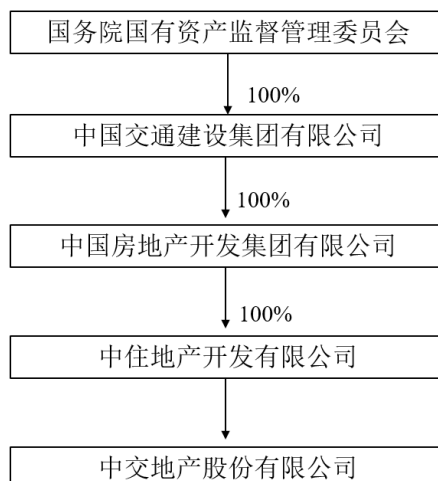 国务院国有资产监督管理委员会
100%
中国交通建设集团有限公司
100%
中国房地产开发集团有限公司
100%
中住地产开发有限公司
中交地产股份有限公司